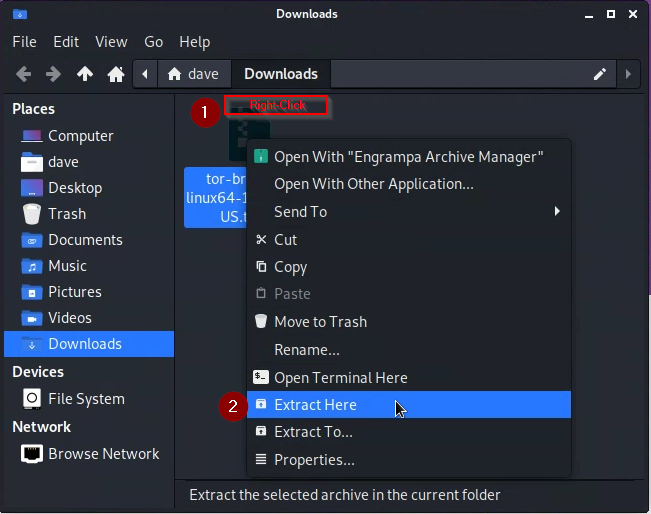 Downloads
File Edit View Go Help
dave Downloads
Places
Computer
dave
Desktop
Trash
Documents
Music
Pictures
Videos
Downloads
Devices
File System
Network
Browse Network
1 Right-Click
tor-br
linux64-1
US.t
Open With "Engrampa Archive Manager"
Open With Other Application...
Send To
Cut
Copy
Paste
Move to Trash
Rename...
$_ Open Terminal Here
2 Extract Here
Extract To...
Properties...
Extract the selected archive in the current folder